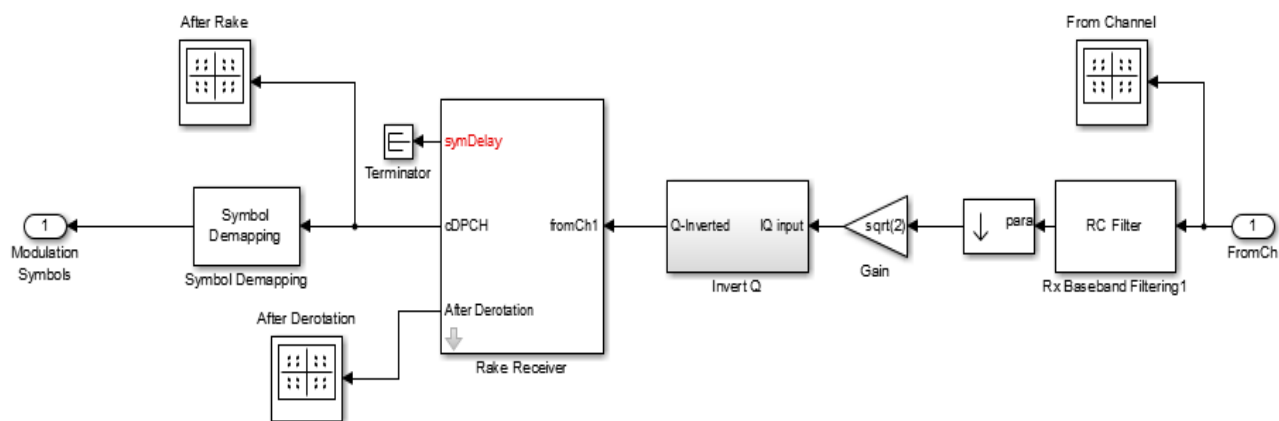 After Rake
From Channel
symDelay
Terminator
1
Modulation
Symbols
Symbol
Demapping
Symbol Demapping
cDPCH
fromCh1
Q-Inverted
IQ input
Invert Q
sqrt(2)
Gain
para
RC Filter
Rx Baseband Filtering1
1
FromCh
After Derotation
After Derotation
Rake Receiver